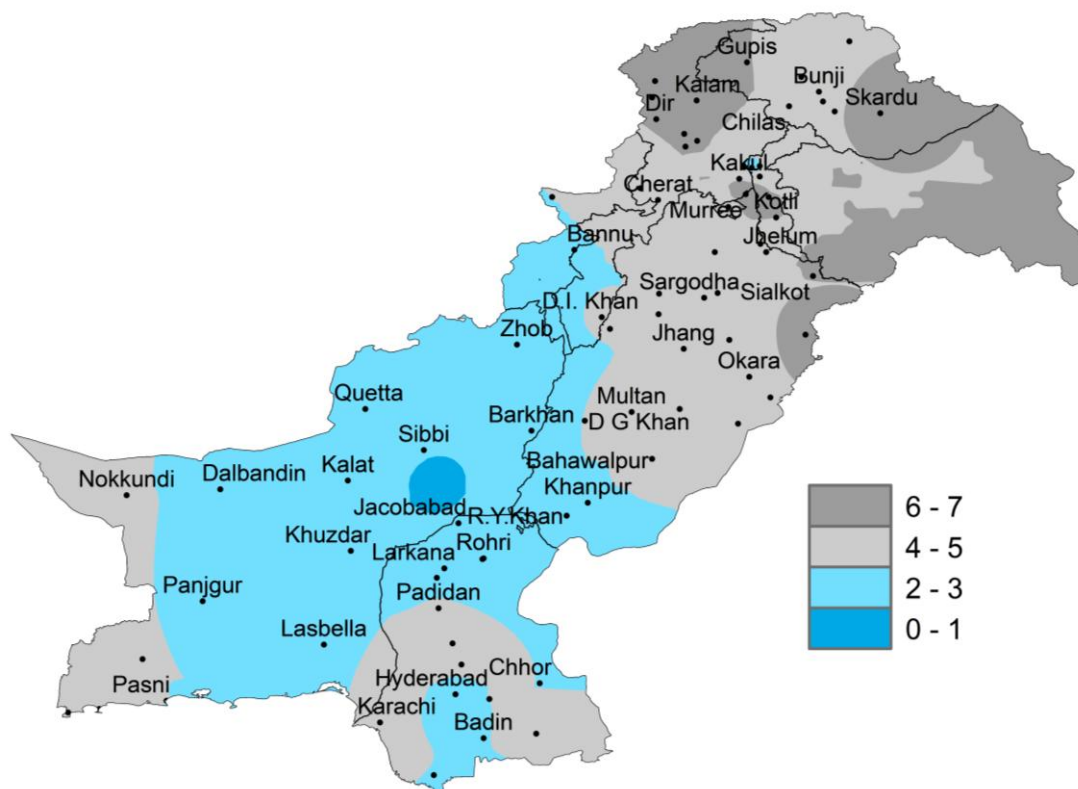 Gupis
Kalam
Bunji
Dir
Skardu
Chilas
Kakul
Cherat
Murree
Kotli
Bannu
Jhelum
Sargodha
Sialkot
D.I. Khan
Zhob
Jhang
Okara
Quetta
Multan
Barkhan
D G Khan
Sibbi
Bahawalpur
Nokkundi
Dalbandin
Kalat
Khanpur
Jacobabad
R.Y.Khan
Khuzdar
Larkana
Rohri
Panjgur
Padidan
Lasbella
Chhor
Pasni
Hyderabad
Karachi
Badin
6 - 7
4 - 5
2 - 3
0 - 1